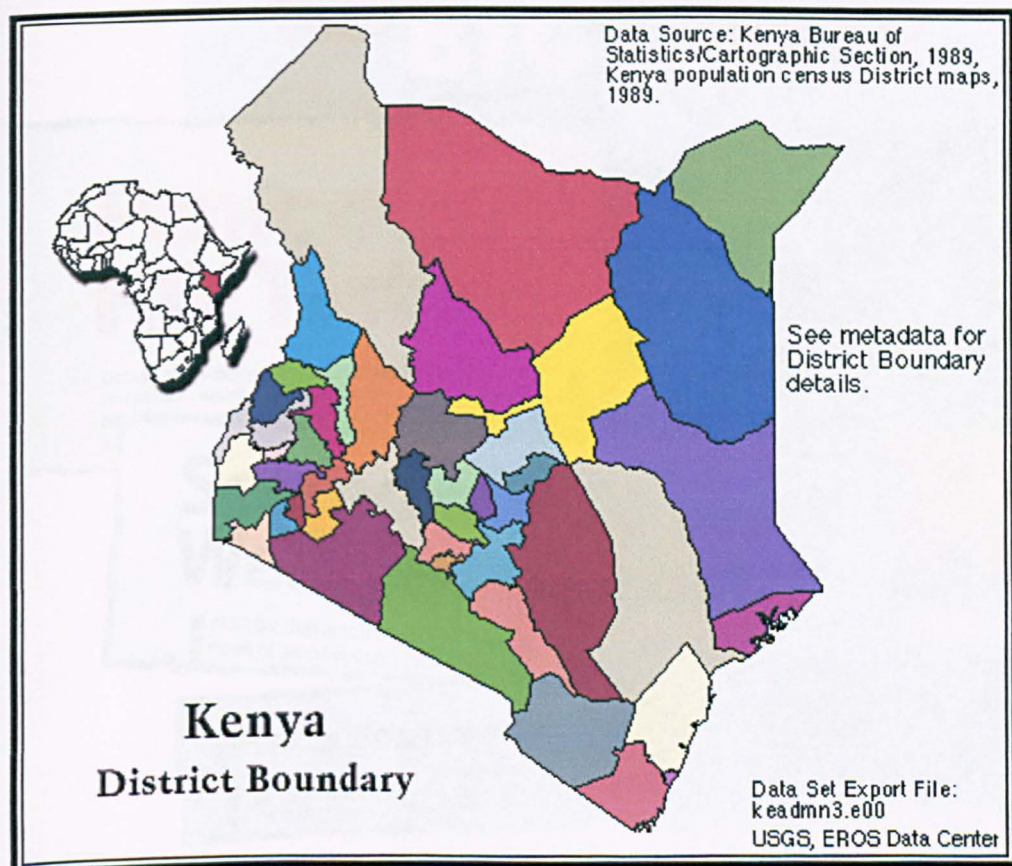 Data Source: Kenya Bureau of
Statistics/Cartographic Section, 1989,
Kenya population census District maps,
1989.
See metadata for
District Boundary
details.
Kenya
District Boundary
Data Set Export File:
keadmn3.e00
USGS, EROS Data Center